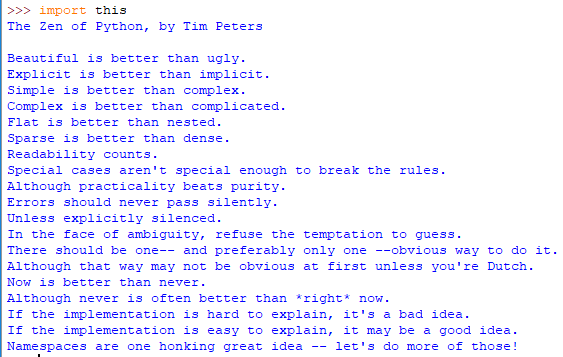 >>> import this
The Zen of Python, by Tim Peters

Beautiful is better than ugly.
Explicit is better than implicit.
Simple is better than complex.
Complex is better than complicated.
Flat is better than nested.
Sparse is better than dense.
Readability counts.
Special cases aren't special enough to break the rules.
Although practicality beats purity.
Errors should never pass silently.
Unless explicitly silenced.
In the face of ambiguity, refuse the temptation to guess.
There should be one-- and preferably only one --obvious way to do it.
Although that way may not be obvious at first unless you're Dutch.
Now is better than never.
Although never is often better than *right* now.
If the implementation is hard to explain, it's a bad idea.
If the implementation is easy to explain, it may be a good idea.
Namespaces are one honking great idea -- let's do more of those!